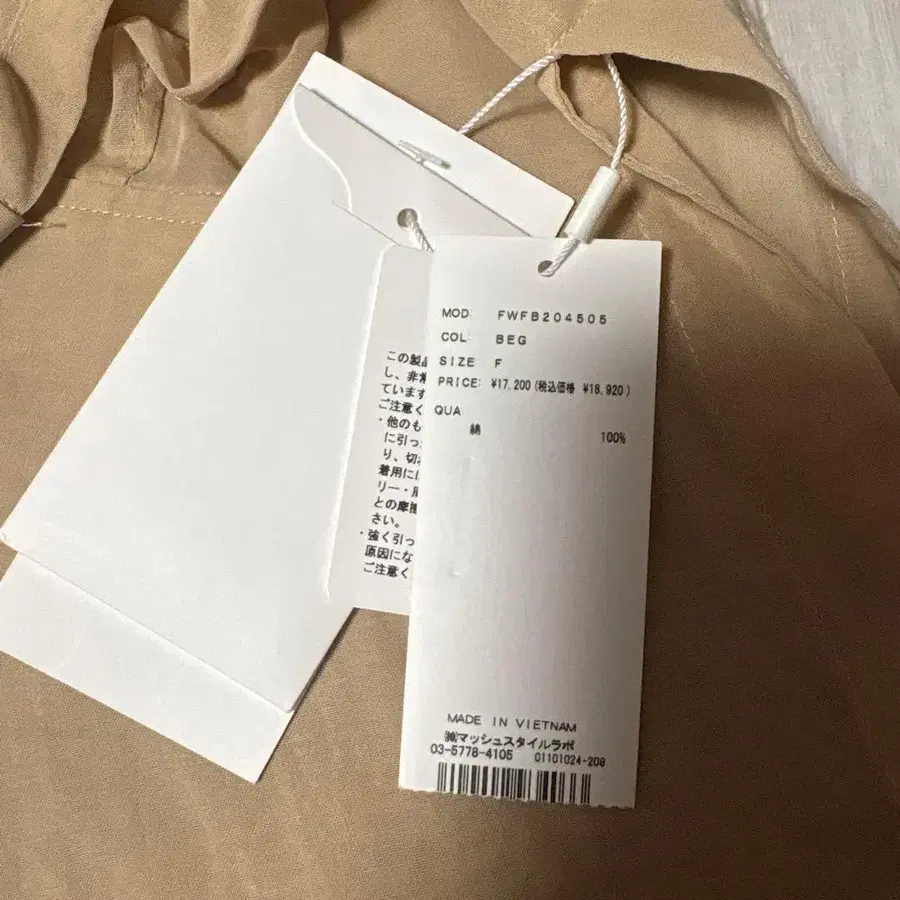 MOD: FWFB204505
COL: BEG
SIZE F
PRICE: ¥17,200(税込価格 ¥18,920)
QUA
綿 100%
MADE IN VIETNAM
㈱マッシュスタイルラボ
03-5778-4105 01101024-208
この製品
し、非常
ています
ご注意く
・他のも
に引っ
り、切
着用に
リー・
との摩擦
さい。
・強く引っ
原因にな
ご注意く